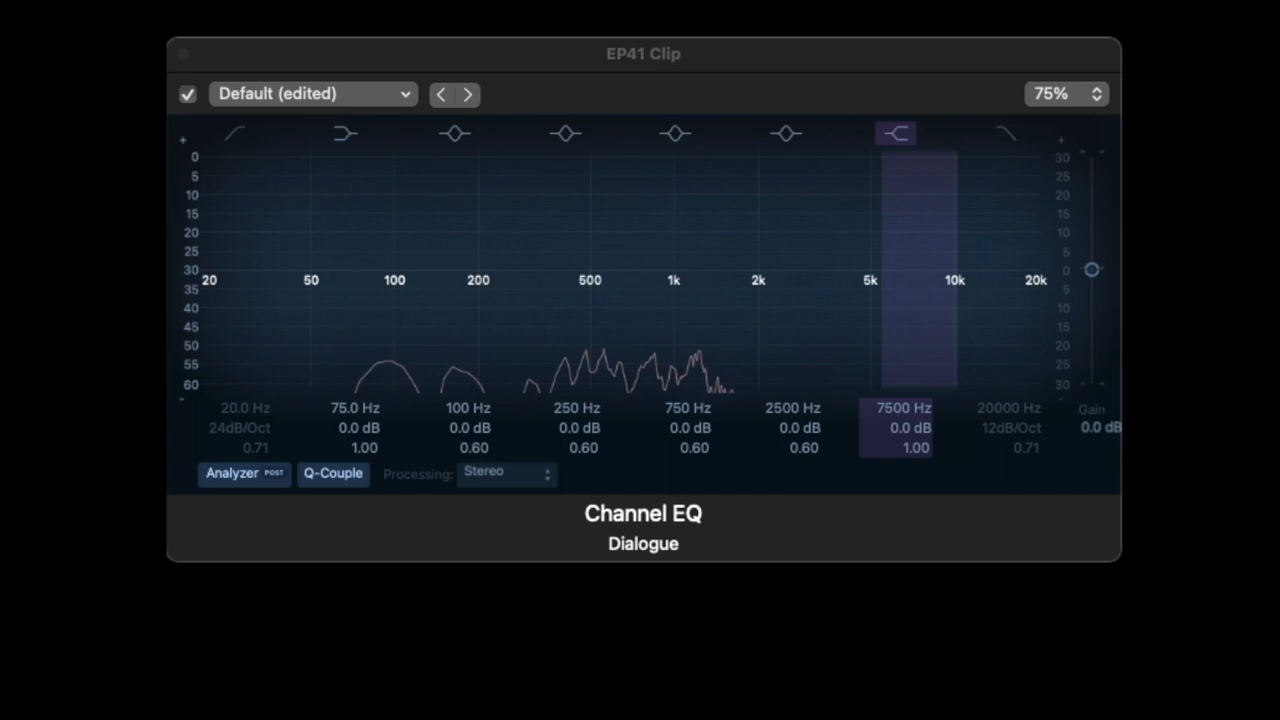 EP41 Clip
Default (edited)
75%
+ +
0 30
5 25
10 20
15 15
20 10
25 5
30 0
20 50 100 200 500 1k 2k 5k 10k 20k
35 5
40 10
45 15
50 20
55 25
60 30
- -
20.0 Hz 75.0 Hz 100 Hz 250 Hz 750 Hz 2500 Hz 7500 Hz 20000 Hz Gain
24dB/Oct 0.0 dB 0.0 dB 0.0 dB 0.0 dB 0.0 dB 0.0 dB 12dB/Oct 0.0 dB
0.71 1.00 0.60 0.60 0.60 0.60 1.00 0.71
Analyzer POST Q-Couple Processing: Stereo
Channel EQ
Dialogue